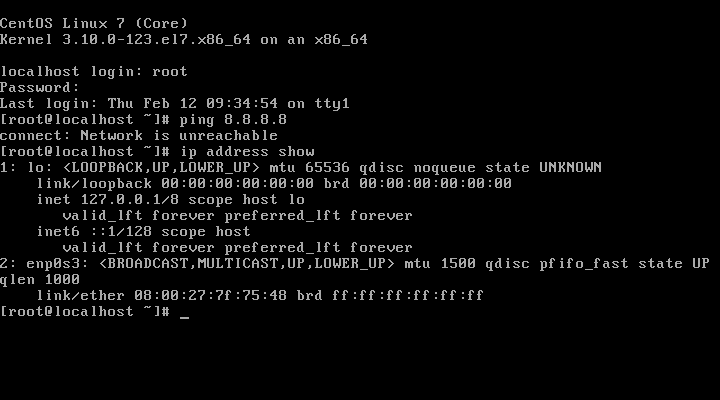 CentOS Linux 7 (Core)
Kernel 3.10.0-123.el7.x86_64 on an x86_64
localhost login: root
Password:
Last login: Thu Feb 12 09:34:54 on tty1
[root@localhost ~]# ping 8.8.8.8
connect: Network is unreachable
[root@localhost ~]# ip address show
1: lo: <LOOPBACK,UP,LOWER_UP> mtu 65536 qdisc noqueue state UNKNOWN
    link/loopback 00:00:00:00:00:00 brd 00:00:00:00:00:00
    inet 127.0.0.1/8 scope host lo
       valid_lft forever preferred_lft forever
    inet6 ::1/128 scope host
       valid_lft forever preferred_lft forever
2: enp0s3: <BROADCAST,MULTICAST,UP,LOWER_UP> mtu 1500 qdisc pfifo_fast state UP
qlen 1000
    link/ether 08:00:27:7f:75:48 brd ff:ff:ff:ff:ff:ff
[root@localhost ~]# _